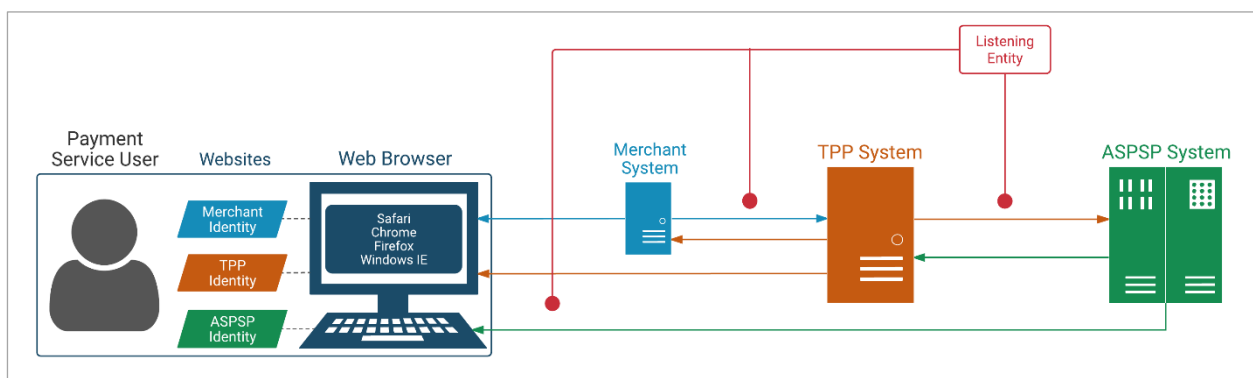 Listening
Entity
Payment
Service User
Websites
Web Browser
Merchant
System
TPP System
ASPSP System
Merchant
Identity
Safari
Chrome
Firefox
Windows IE
TPP
Identity
ASPSP
Identity